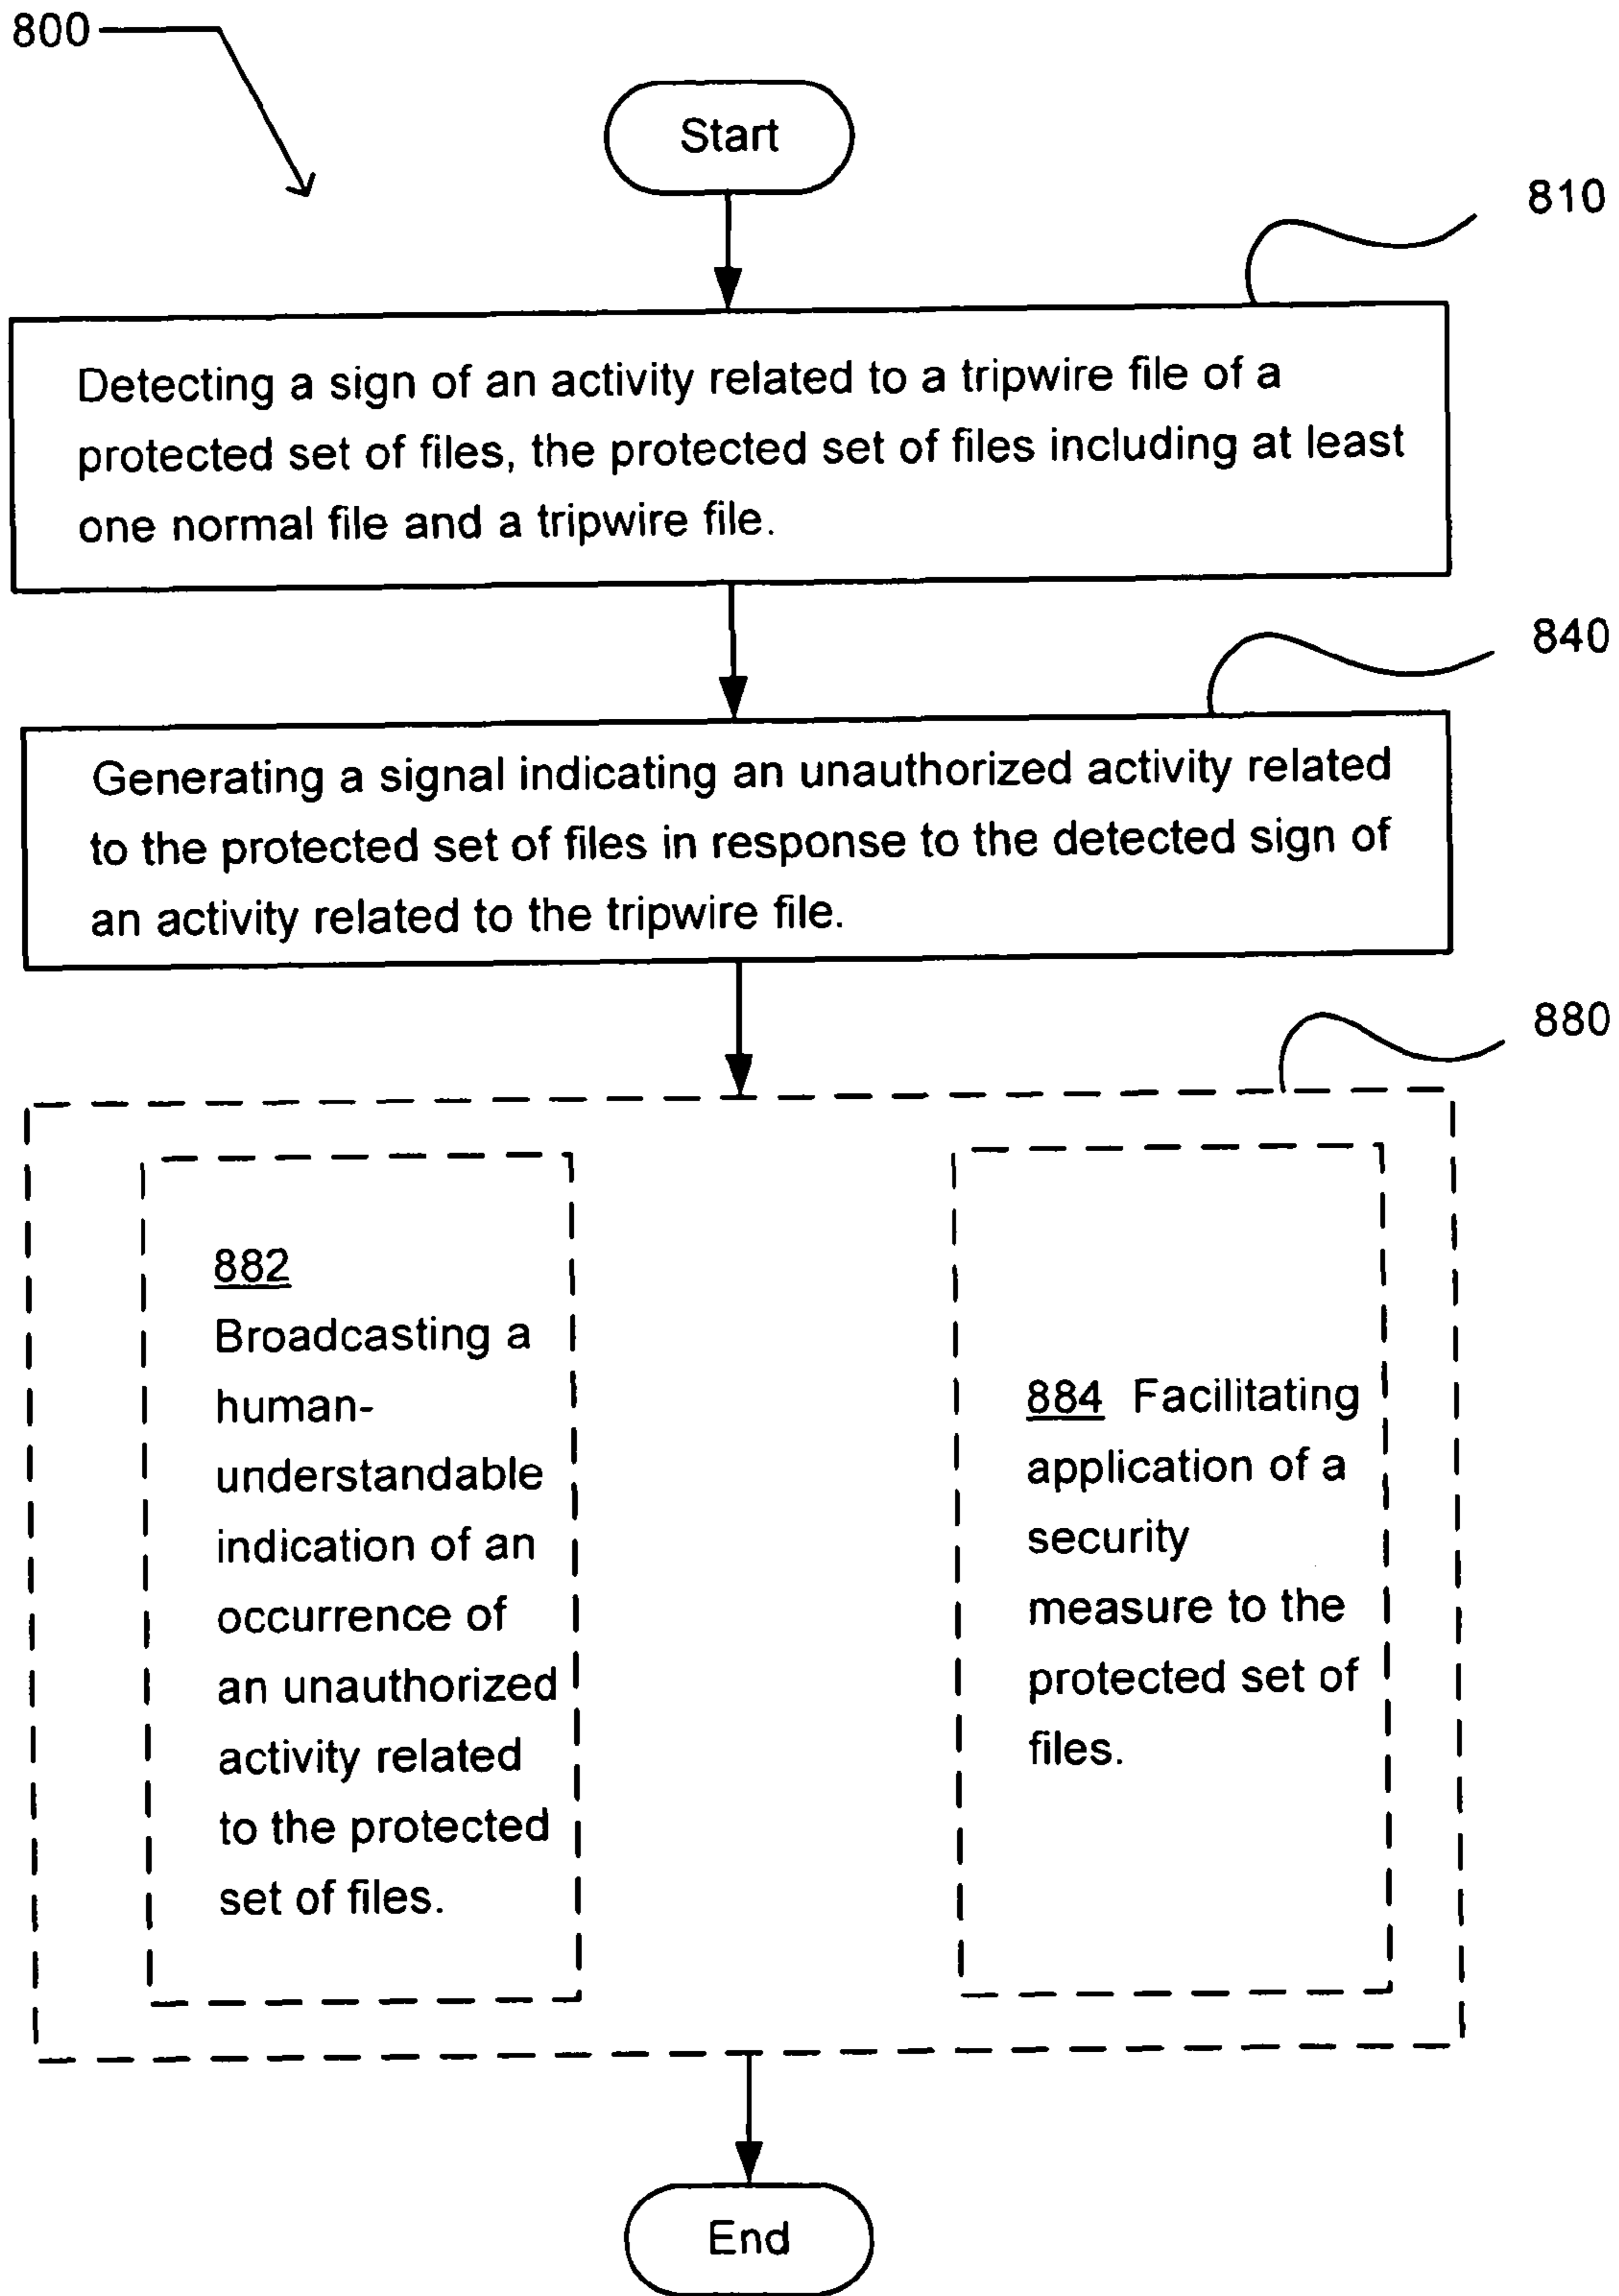 800
Start
810
Detecting a sign of an activity related to a tripwire file of a
protected set of files, the protected set of files including at least
one normal file and a tripwire file.
840
Generating a signal indicating an unauthorized activity related
to the protected set of files in response to the detected sign of
an activity related to the tripwire file.
880
882
Broadcasting a
human-
understandable
indication of an
occurrence of
an unauthorized
activity related
to the protected
set of files.
884 Facilitating
application of a
security
measure to the
protected set of
files.
End